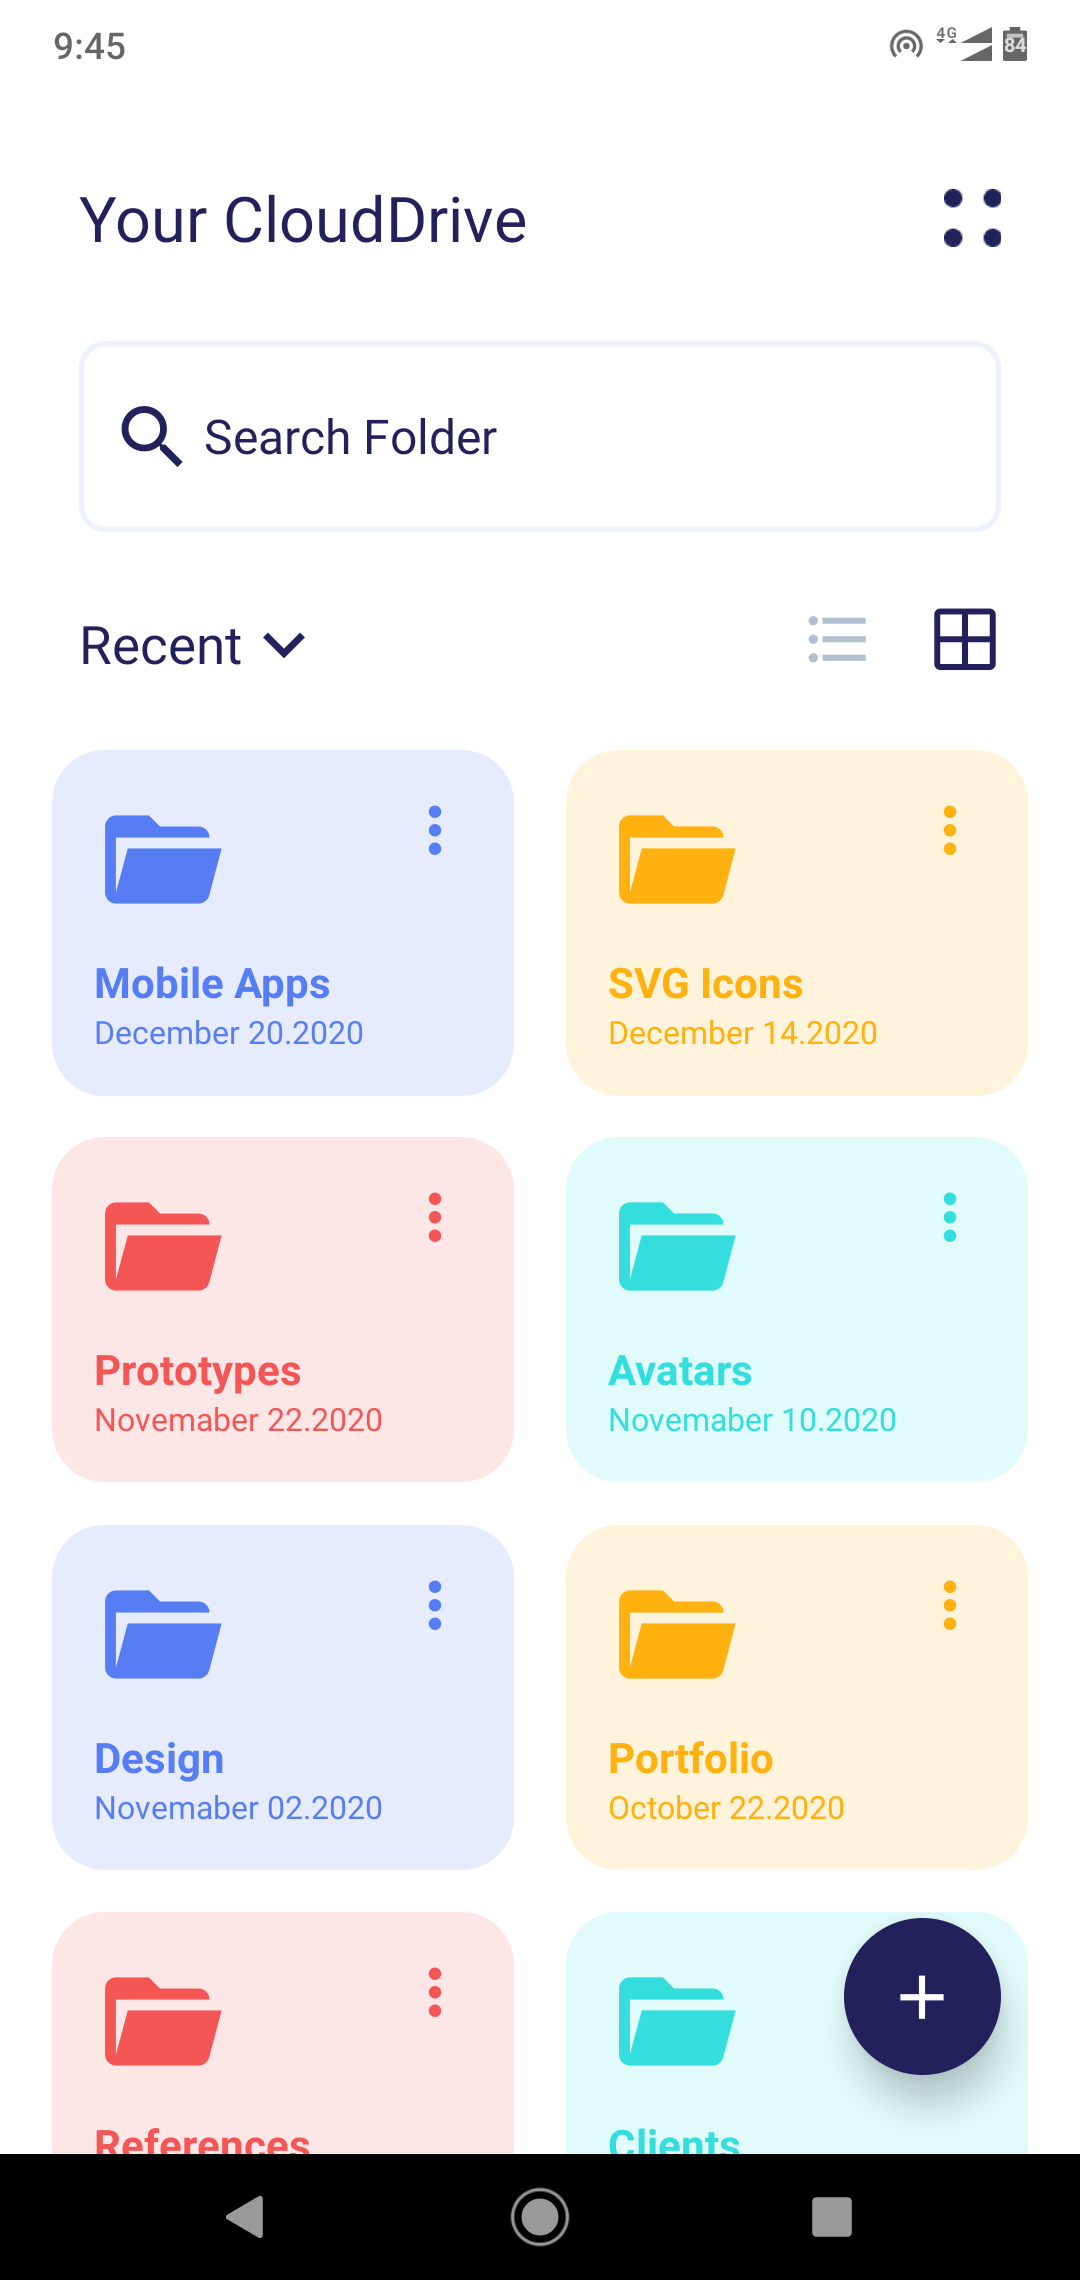 9:45
4G
84
Your CloudDrive
Search Folder
Recent
Mobile Apps
December 20.2020
SVG Icons
December 14.2020
Prototypes
Novemaber 22.2020
Avatars
Novemaber 10.2020
Design
Novemaber 02.2020
Portfolio
October 22.2020
References
Clients